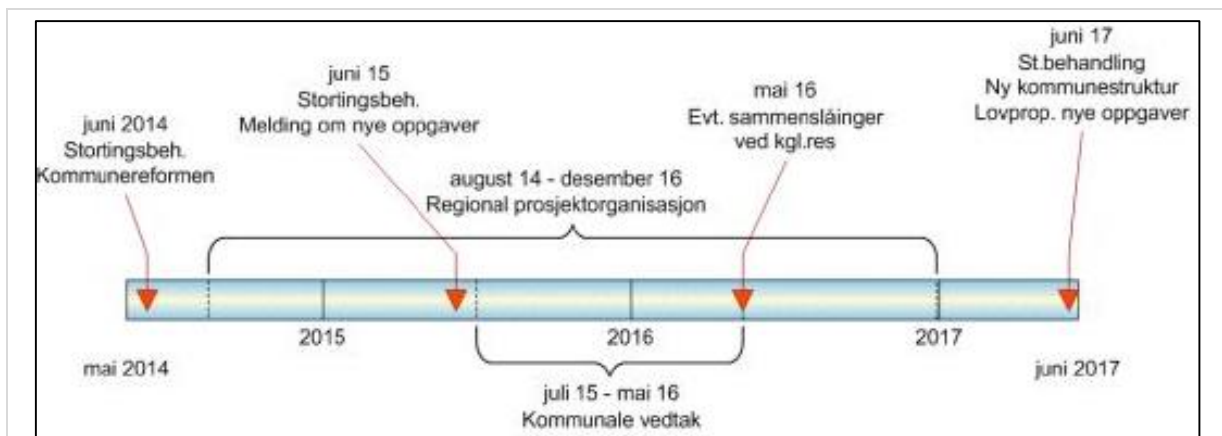 juni 2014
Stortingsbeh.
Kommunereformen
juni 15
Stortingsbeh.
Melding om nye oppgaver
august 14 - desember 16
Regional prosjektorganisasjon
mai 16
Evt. sammenslåinger
ved kgl.res
juni 17
St.behandling
Ny kommunestruktur
Lovprop. nye oppgaver
2015
2016
2017
mai 2014
juni 2017
juli 15 - mai 16
Kommunale vedtak